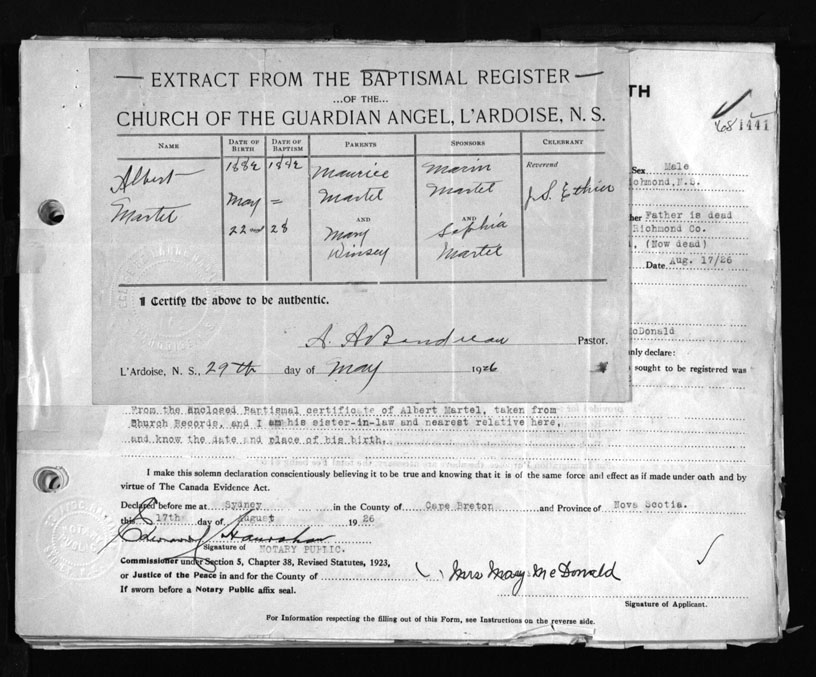 EXTRACT FROM THE BAPTISMAL REGISTER
...OF THE...
CHURCH OF THE GUARDIAN ANGEL, L'ARDOISE, N. S.
NAME DATE OF BIRTH DATE OF BAPTISM PARENTS SPONSORS CELEBRANT
Albert Martel
1882 May 22nd
1882 = 28
Maurice Martel
AND
Mary Winsey
Marin Martel
AND
Sophia Martel
Reverend
J. S. Ethier
I Certify the above to be authentic.
Pastor.
L'Ardoise, N. S., 29th day of May 1926
TH
1441
Sex Male
chmond, N.S.
her Father is dead
Richmond Co.
(Now dead)
Date Aug. 17/26
cDonald
nly declare:
sought to be registered was
From the enclosed Baptismal certificate of Albert Martel, taken from
Church Records, and I am his sister-in-law and nearest relative here,
and know the date and place of his birth.
I make this solemn declaration conscientiously believing it to be true and knowing that it is of the same force and effect as if made under oath and by
virtue of The Canada Evidence Act.
Declared before me at Sydney in the County of Cape Breton and Province of Nova Scotia.
this 17th day of August 1926
Signature of NOTARY PUBLIC.
Commissioner under Section 5, Chapter 38, Revised Statutes, 1923,
or Justice of the Peace in and for the County of
Mrs Mary McDonald
If sworn before a Notary Public affix seal.
Signature of Applicant.
For Information respecting the filling out of this Form, see Instructions on the reverse side.